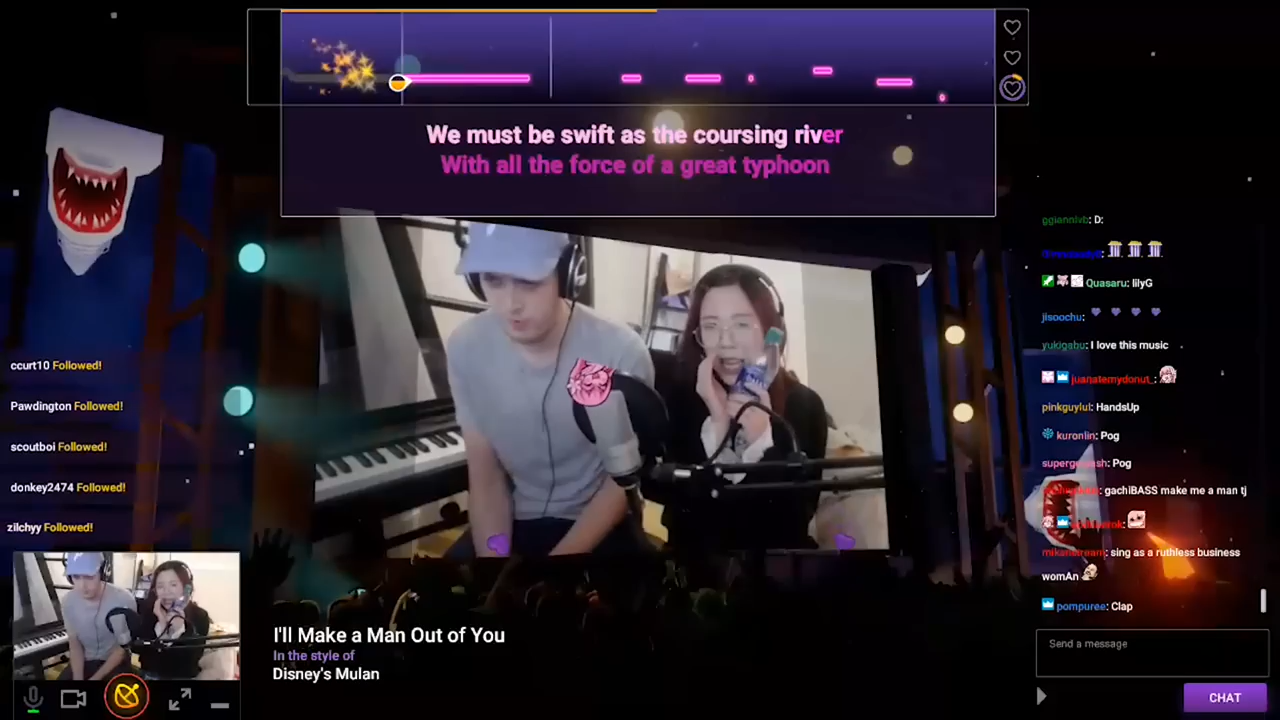 We must be swift as the coursing river
With all the force of a great typhoon
ccurt10 Followed!
Pawdington Followed!
scoutboi Followed!
donkey2474 Followed!
zilchyy Followed!
I'll Make a Man Out of You
In the style of
Disney's Mulan
ggiannivb: D:
Quasaru: lilyG
jisoochu:
yukigabu: I love this music
juanatemydonut_:
pinkguylul: HandsUp
kuronlin: Pog
Pog
gachiBASS make me a man tj
sing as a ruthless business
womAn
pompuree: Clap
Send a message
CHAT